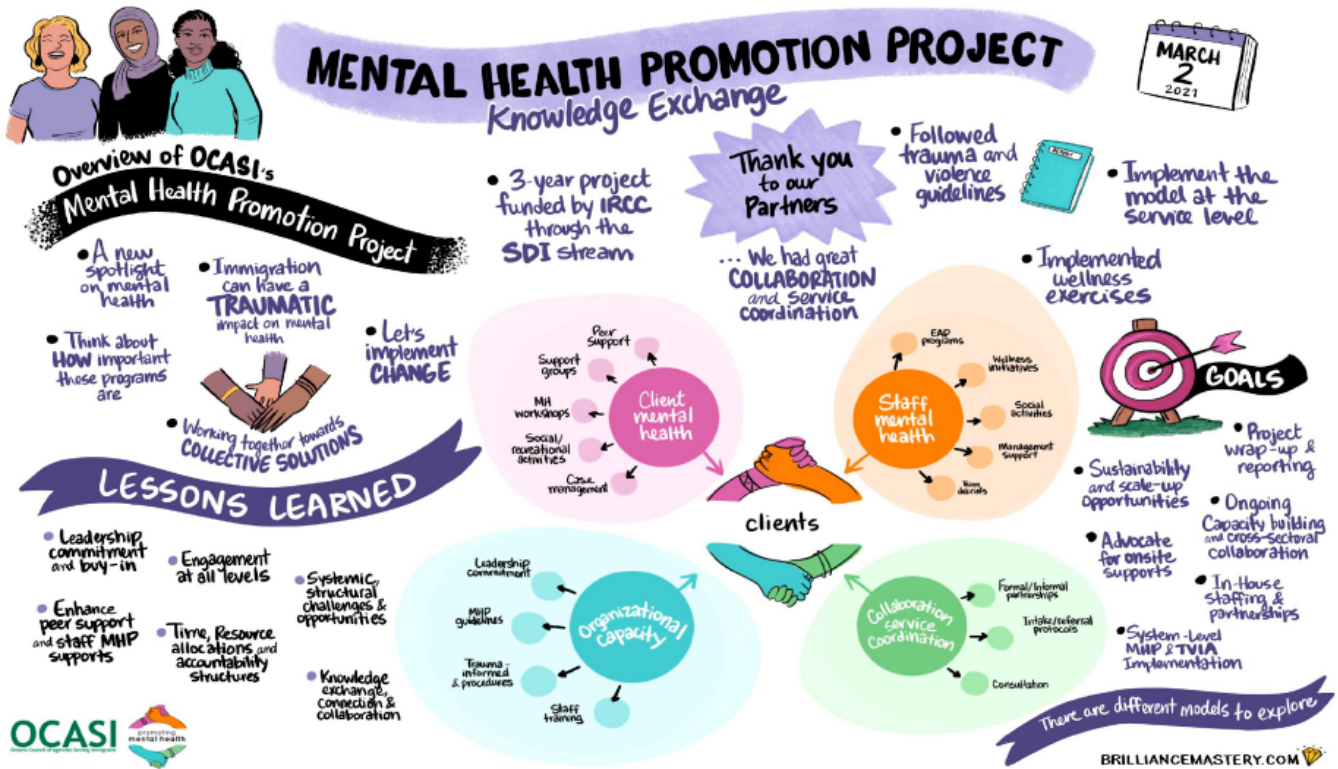 MENTAL HEALTH PROMOTION PROJECT
Knowledge Exchange
MARCH
2
2021
Overview of OCASI's
Mental Health Promotion Project
• A new
spotlight
on mental
health
• Immigration
can have a
TRAUMATIC
impact on mental
health
• Think about
HOW important
these programs
are
• Let's
implement
CHANGE
• Working together towards
COLLECTIVE SOLUTIONS
• 3-year project
funded by IRCC
through the
SDI stream
Thank you
to our
Partners
... We had great
COLLABORATION
and service
coordination
• Followed
trauma and
violence
guidelines
• Implement the
model at the
service level
• Implemented
wellness
exercises
LESSONS LEARNED
• Leadership
commitment
and buy-in
• Engagement
at all levels
• Systemic,
structural
challenges &
opportunities
• Enhance
peer support
and staff MHP
supports
• Time, Resource
allocations and
accountability
structures
• Knowledge
exchange,
connection &
collaboration
Client
mental
health
Peer
support
Support
groups
MH
workshops
Social/
recreational
activities
Case
management
Staff
mental
health
EAP
programs
Wellness
initiatives
Social
activities
Management
support
debriefs
clients
Organizational
Capacity
Leadership
commitment
MHP
guidelines
Trauma-
informed
& procedures
Staff
training
Collaboration
service
Coordination
Formal/Informal
partnerships
Intake/referral
protocols
Consultation
GOALS
• Project
wrap-up &
reporting
• Sustainability
and scale-up
opportunities
• Ongoing
Capacity building
and cross-sectoral
collaboration
• Advocate
for onsite
supports
• In-House
staffing &
partnerships
• System-Level
MHP & TVIA
Implementation
There are different models to explore
OCASI
Ontario Council of Agencies Serving Immigrants
promoting
mental health
BRILLIANCEMASTERY.COM